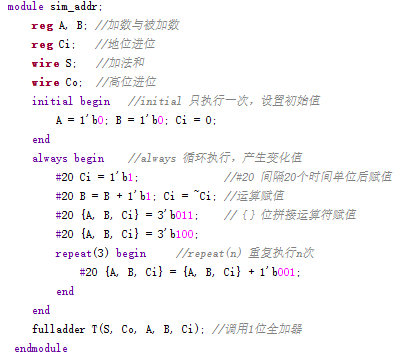 module sim_addr;
reg A, B; //加数与被加数
reg Ci; //地位进位
wire S; //加法和
wire Co; //高位进位
initial begin //initial 只执行一次，设置初始值
A = 1'b0; B = 1'b0; Ci = 0;
end
always begin //always 循环执行，产生变化值
#20 Ci = 1'b1; //#20 间隔20个时间单位后赋值
#20 B = B + 1'b1; Ci = ~Ci; //运算赋值
#20 {A, B, Ci} = 3'b011; //｛｝位拼接运算符赋值
#20 {A, B, Ci} = 3'b100;
repeat(3) begin //repeat(n) 重复执行n次
#20 {A, B, Ci} = {A, B, Ci} + 1'b001;
end
end
fulladder T(S, Co, A, B, Ci); //调用1位全加器
endmodule